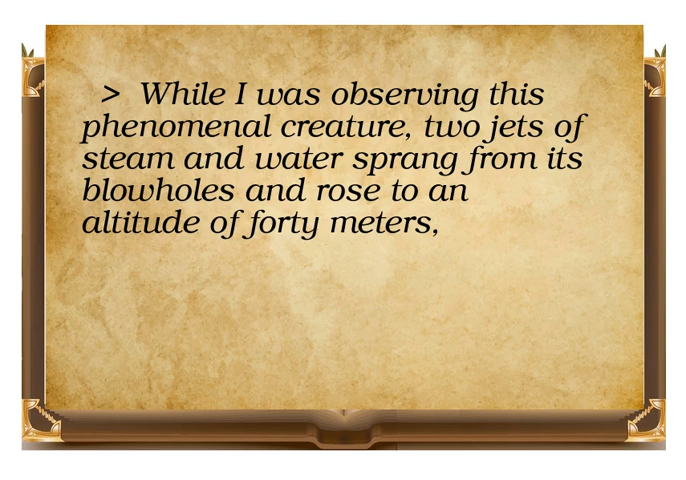 > While I was observing this
phenomenal creature, two jets of
steam and water sprang from its
blowholes and rose to an
altitude of forty meters,